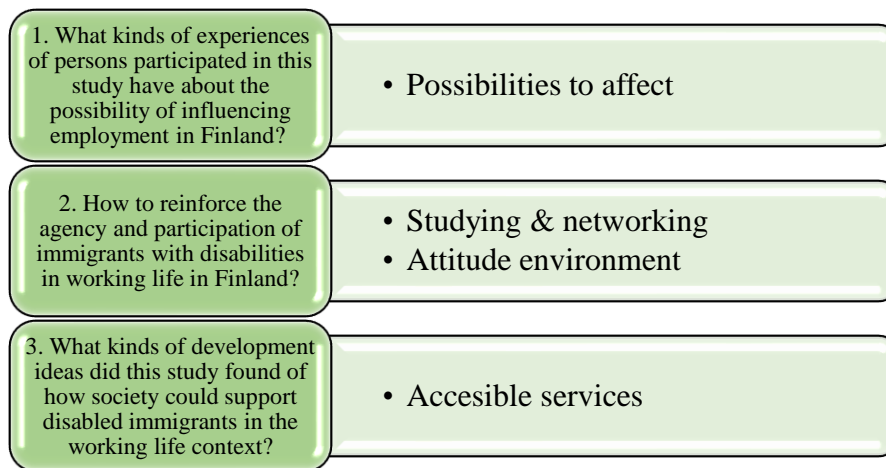 1. What kinds of experiences
of persons participated in this
study have about the
possibility of influencing
employment in Finland?
• Possibilities to affect
2. How to reinforce the
agency and participation of
immigrants with disabilities
in working life in Finland?
• Studying & networking
• Attitude environment
3. What kinds of development
ideas did this study found of
how society could support
disabled immigrants in the
working life context?
• Accesible services